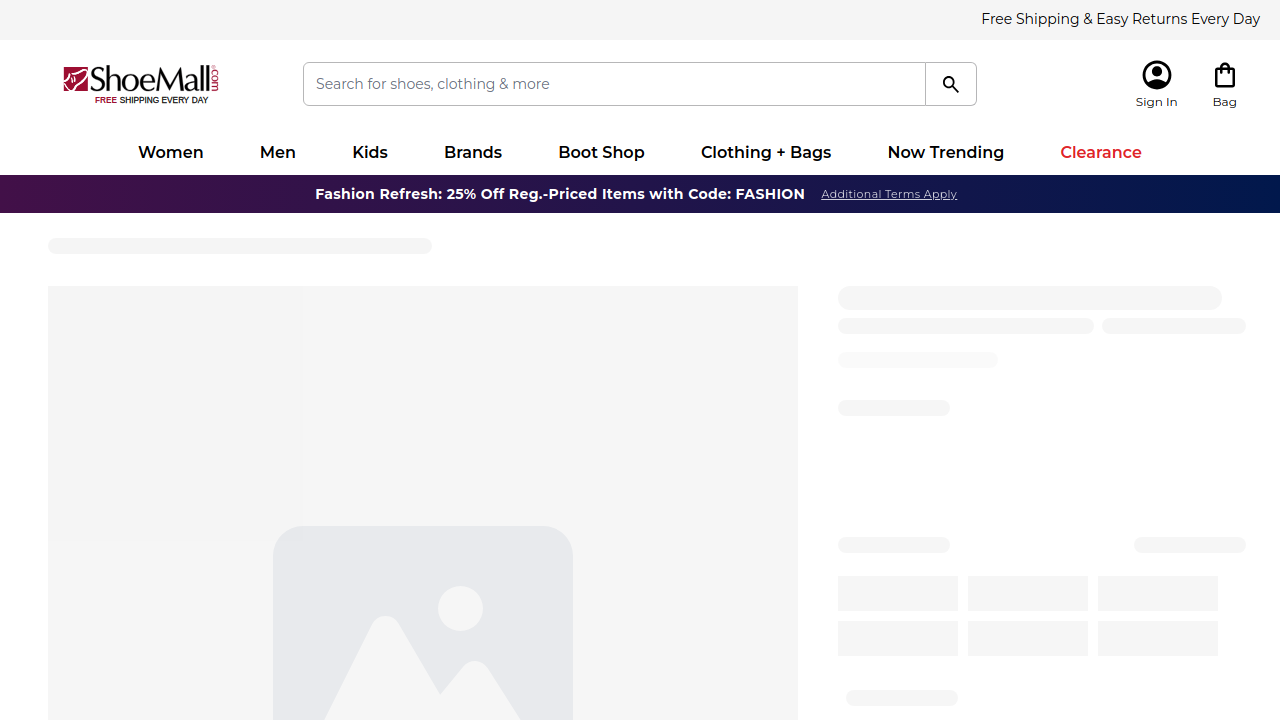 Free Shipping & Easy Returns Every Day
ShoeMall.com
FREE SHIPPING EVERY DAY
Search for shoes, clothing & more
Sign In
Bag
Women
Men
Kids
Brands
Boot Shop
Clothing + Bags
Now Trending
Clearance
Fashion Refresh: 25% Off Reg.-Priced Items with Code: FASHION
Additional Terms Apply